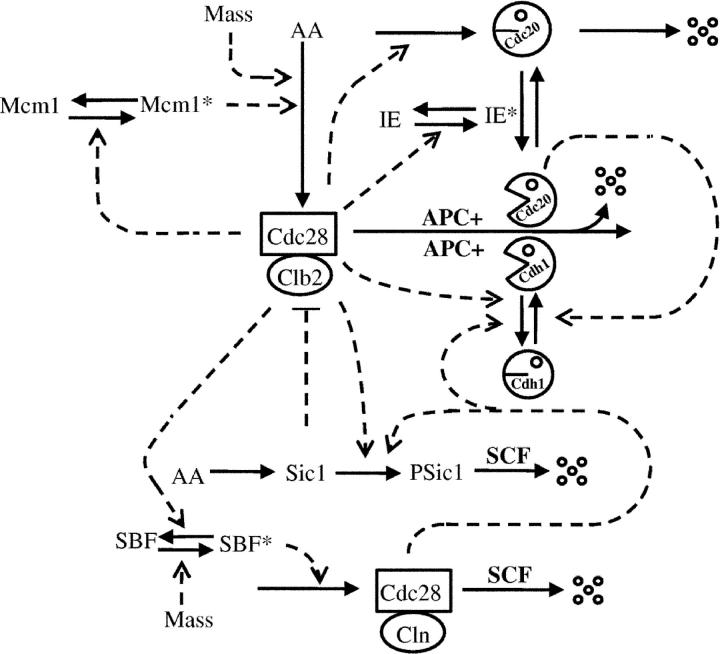 Mass
AA
Cdc20
Mcm1
Mcm1*
IE
IE*
Cdc20
APC+
Cdc28
APC+
Clb2
Cdh1
Cdh1
AA
Sic1
PSic1
SCF
SBF
SBF*
SCF
Cdc28
Mass
Cln